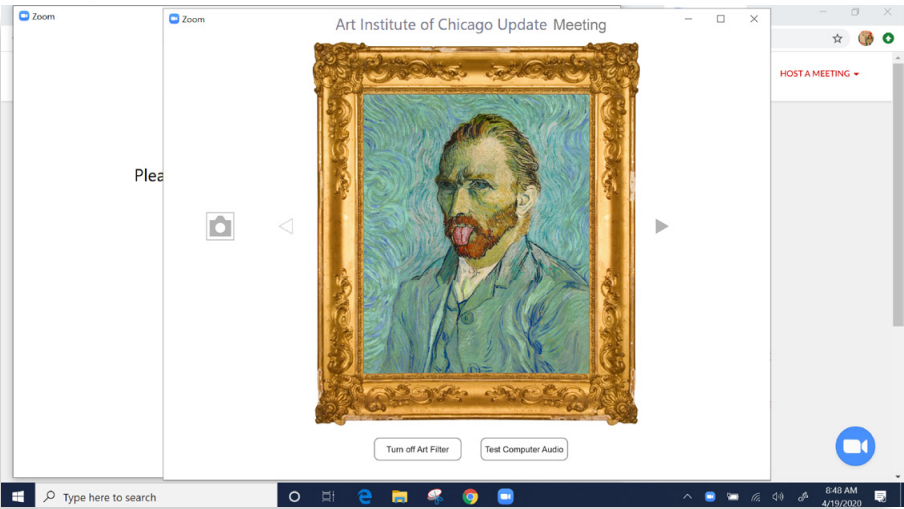 Zoom
Zoom
Art Institute of Chicago Update Meeting
HOST A MEETING
Plea
Turn off Art Filter
Test Computer Audio
Type here to search
8:48 AM
4/19/2020